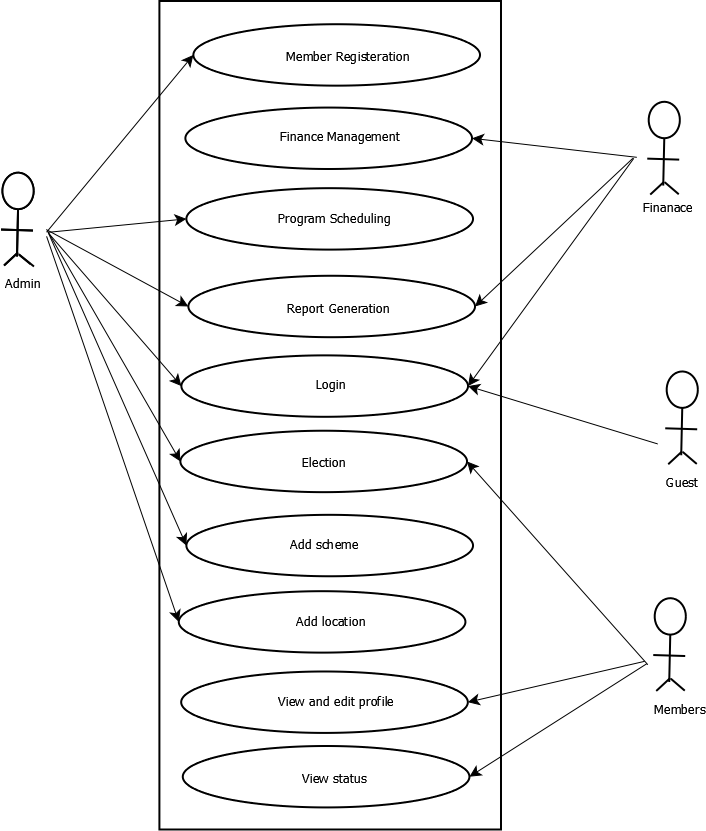 Member Registeration
Finance Management
Program Scheduling
Report Generation
Login
Election
Add scheme
Add location
View and edit profile
View status
Admin
Finanace
Guest
Members